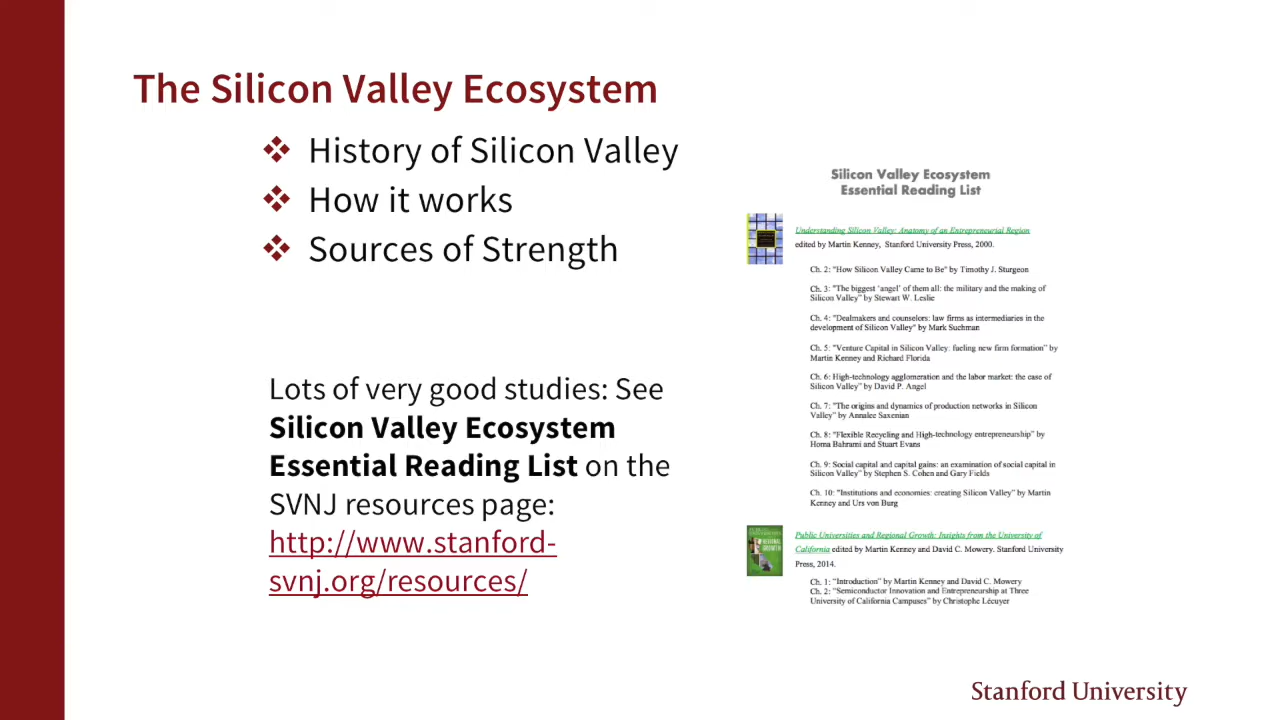 The Silicon Valley Ecosystem
❖ History of Silicon Valley
❖ How it works
❖ Sources of Strength
Lots of very good studies: See
Silicon Valley Ecosystem
Essential Reading List on the
SVNJ resources page:
http://www.stanford-
svnj.org/resources/
Silicon Valley Ecosystem
Essential Reading List
Understanding Silicon Valley: Anatomy of an Entrepreneurial Region
edited by Martin Kenney, Stanford University Press, 2000.
Ch. 2: "How Silicon Valley Came to Be" by Timothy J. Sturgeon
Ch. 3: "The biggest 'angel' of them all: the military and the making of
Silicon Valley" by Stewart W. Leslie
Ch. 4: "Dealmakers and counselors: law firms as intermediaries in the
development of Silicon Valley" by Mark Suchman
Ch. 5: "Venture Capital in Silicon Valley: fueling new firm formation" by
Martin Kenney and Richard Florida
Ch. 6: High-technology agglomeration and the labor market: the case of
Silicon Valley" by David P. Angel
Ch. 7: "The origins and dynamics of production networks in Silicon
Valley" by Annalee Saxenian
Ch. 8: "Flexible Recycling and High-technology entrepreneurship" by
Homa Bahrami and Stuart Evans
Ch. 9: Social capital and capital gains: an examination of social capital in
Silicon Valley" by Stephen S. Cohen and Gary Fields
Ch. 10: "Institutions and economies: creating Silicon Valley" by Martin
Kenney and Urs von Burg
Public Universities and Regional Growth: Insights from the University of
California edited by Martin Kenney and David C. Mowery. Stanford University
Press, 2014.
Ch. 1: "Introduction" by Martin Kenney and David C. Mowery
Ch. 2: "Semiconductor Innovation and Entrepreneurship at Three
University of California Campuses" by Christophe Lécuyer
Stanford University